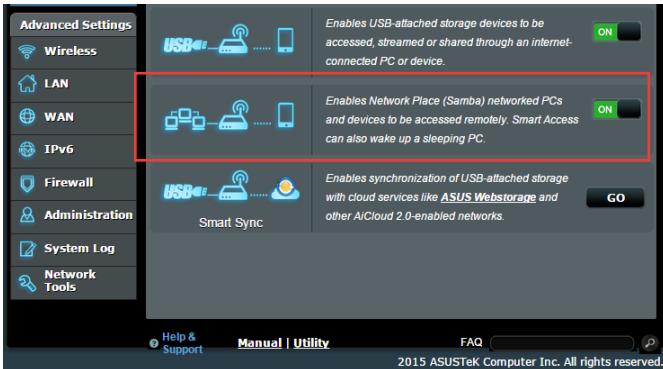 Advanced Settings
Wireless
LAN
WAN
IPv6
Firewall
Administration
System Log
Network
Tools
USB
Enables USB-attached storage devices to be
accessed, streamed or shared through an internet-
connected PC or device.
ON
Enables Network Place (Samba) networked PCs
and devices to be accessed remotely. Smart Access
can also wake up a sleeping PC.
ON
USB
Smart Sync
Enables synchronization of USB-attached storage
with cloud services like ASUS Webstorage and
other AiCloud 2.0-enabled networks.
GO
Help &
Support
Manual | Utility
FAQ
2015 ASUSTeK Computer Inc. All rights reserved.